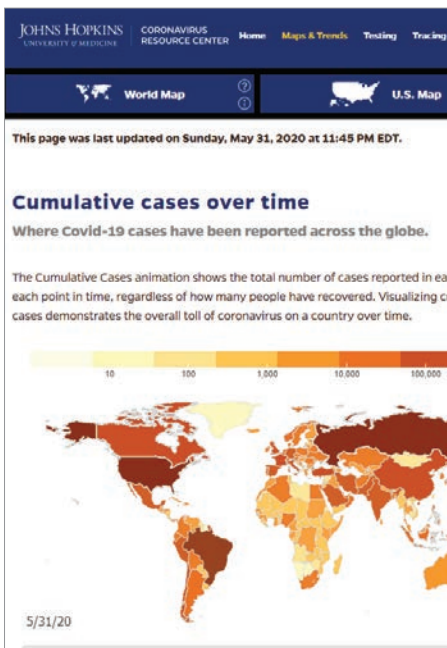 JOHNS HOPKINS
UNIVERSITY & MEDICINE
CORONAVIRUS
RESOURCE CENTER
Home Maps & Trends Testing Tracing
World Map
U.S. Map
This page was last updated on Sunday, May 31, 2020 at 11:45 PM EDT.
Cumulative cases over time
Where Covid-19 cases have been reported across the globe.
The Cumulative Cases animation shows the total number of cases reported in ea
each point in time, regardless of how many people have recovered. Visualizing c
cases demonstrates the overall toll of coronavirus on a country over time.
10 100 1,000 10,000 100,000
5/31/20